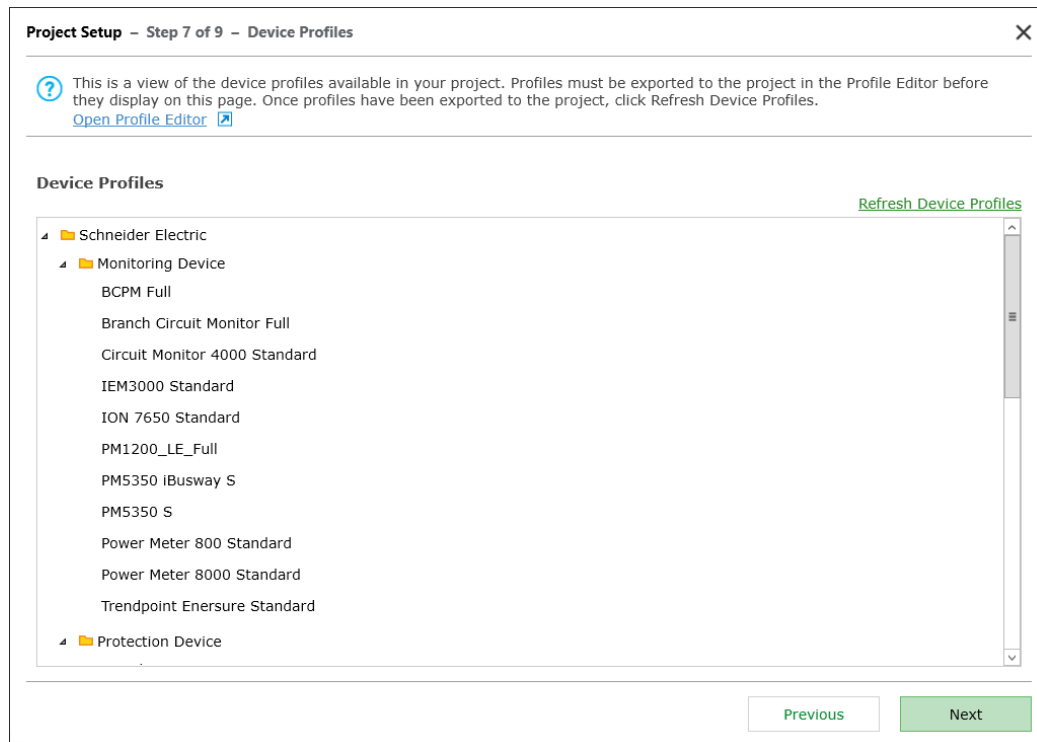 Project Setup – Step 7 of 9 – Device Profiles
This is a view of the device profiles available in your project. Profiles must be exported to the project in the Profile Editor before
they display on this page. Once profiles have been exported to the project, click Refresh Device Profiles.
Open Profile Editor
Device Profiles
Refresh Device Profiles
Schneider Electric
Monitoring Device
BCPM Full
Branch Circuit Monitor Full
Circuit Monitor 4000 Standard
IEM3000 Standard
ION 7650 Standard
PM1200_LE_Full
PM5350 iBusway S
PM5350 S
Power Meter 800 Standard
Power Meter 8000 Standard
Trendpoint Enersure Standard
Protection Device
Previous
Next